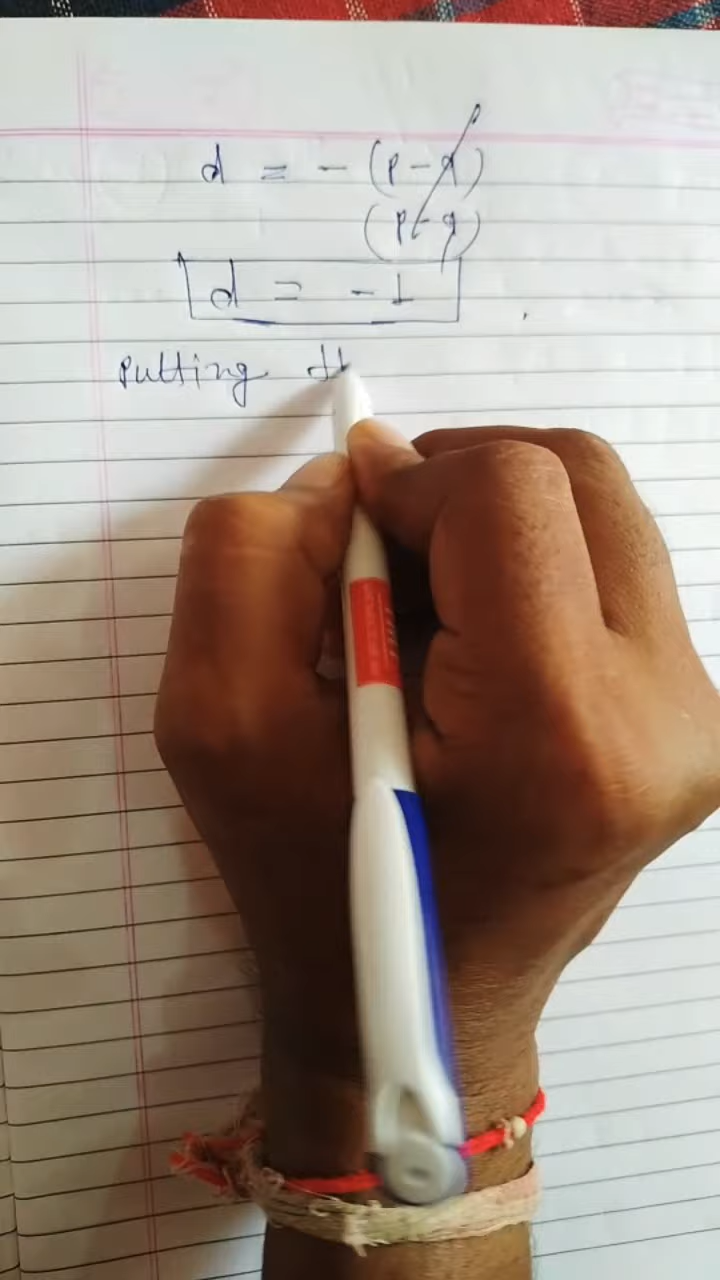 d = - (p-q)
(p-q)
d = -1
Putting